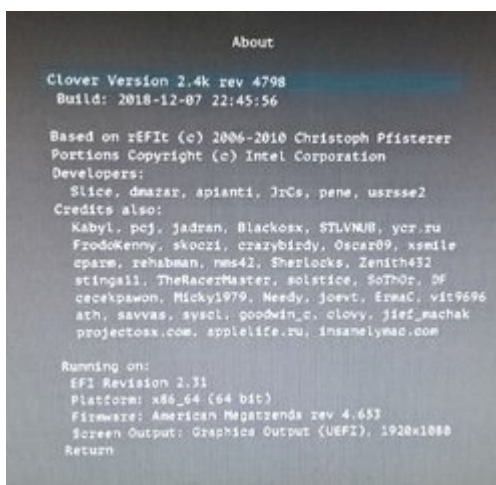 About
Clover Version 2.4k rev 4798
Build: 2018-12-07 22:45:56
Based on rEFIt (c) 2006-2010 Christoph Pfisterer
Portions Copyright (c) Intel Corporation
Developers:
Slice, dmazar, apianti, JrCs, pene, usrsse2
Credits also:
Kabyl, pcj, jadran, Blackosx, STLVNUB, ycr.ru
FrodoKenny, skoczi, crazybirdy, Oscar09, xsmile
cparm, rehabman, nms42, Sherlocks, Zenith432
stinga11, TheRacerMaster, solstice, SoThOr, DF
cecekpawon, Micky1979, Needy, joevt, ErmaC, vit9696
ath, savvas, syscl, goodwin_c, clovy, jief_machak
projectosx.com, applelife.ru, insanelymac.com
Running on:
EFI Revision 2.31
Platform: x86_64 (64 bit)
Firmware: American Megatrends rev 4.653
Screen Output: Graphics Output (UEFI), 1920x1080
Return